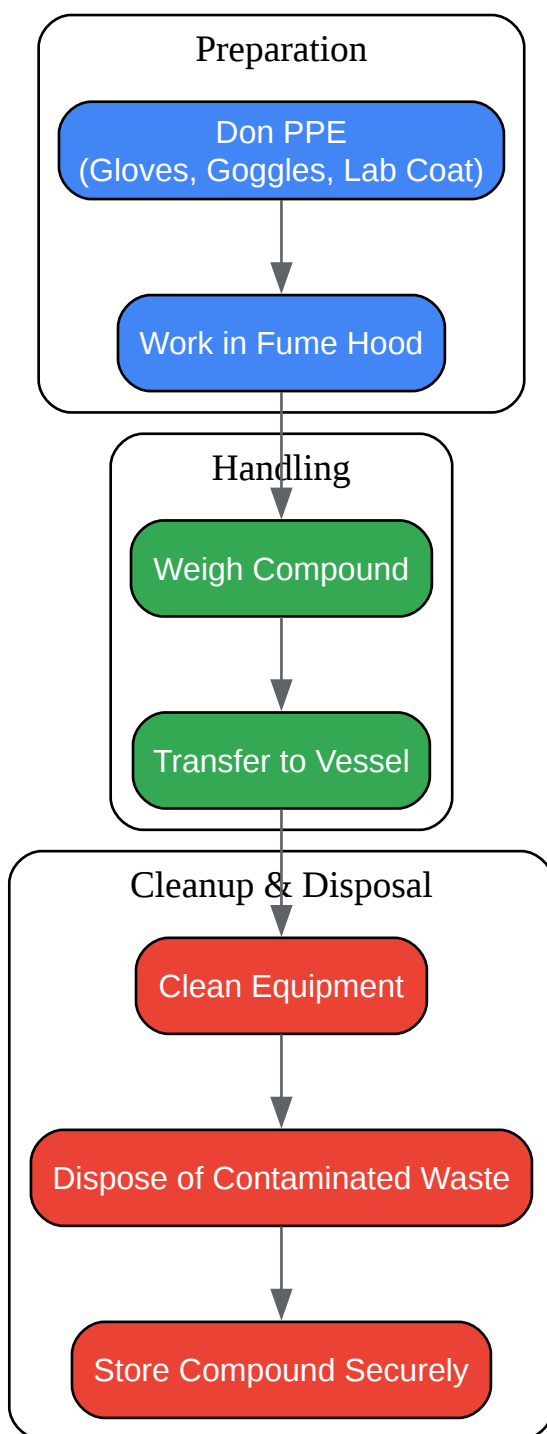 Preparation
Don PPE
(Gloves, Goggles, Lab Coat)
Work in Fume Hood
Handling
Weigh Compound
Transfer to Vessel
Cleanup & Disposal
Clean Equipment
Dispose of Contaminated Waste
Store Compound Securely